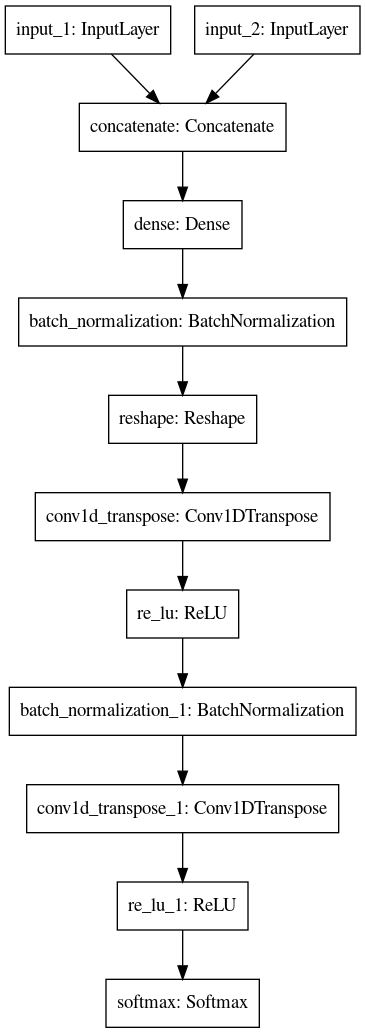 input_1: InputLayer
input_2: InputLayer
concatenate: Concatenate
dense: Dense
batch_normalization: BatchNormalization
reshape: Reshape
conv1d_transpose: Conv1DTranspose
re_lu: ReLU
batch_normalization_1: BatchNormalization
conv1d_transpose_1: Conv1DTranspose
re_lu_1: ReLU
softmax: Softmax